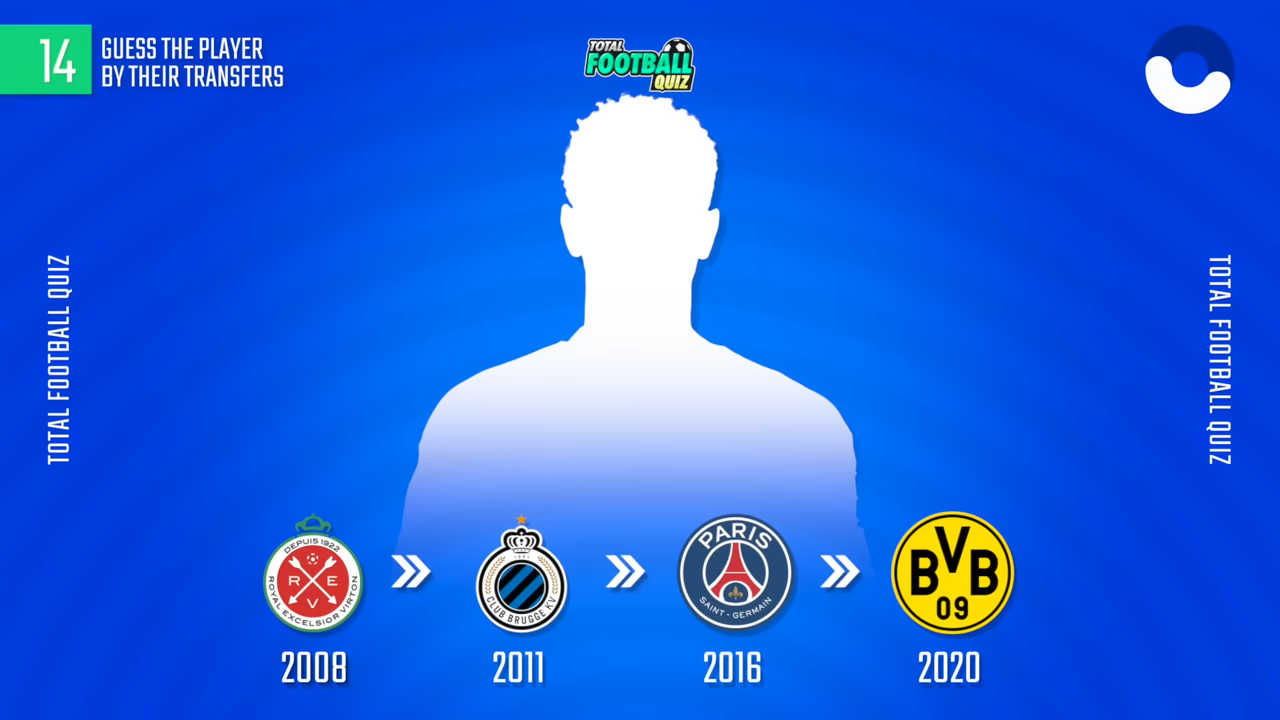 14
GUESS THE PLAYER
BY THEIR TRANSFERS
TOTAL
FOOTBALL
QUIZ
TOTAL FOOTBALL QUIZ
TOTAL FOOTBALL QUIZ
DEPUIS 1922
R E
V
ROYAL EXCELSIOR VIRTON
1891
CLUB BRUGGE KV
PARIS
SAINT-GERMAIN
BVB
09
2008
2011
2016
2020